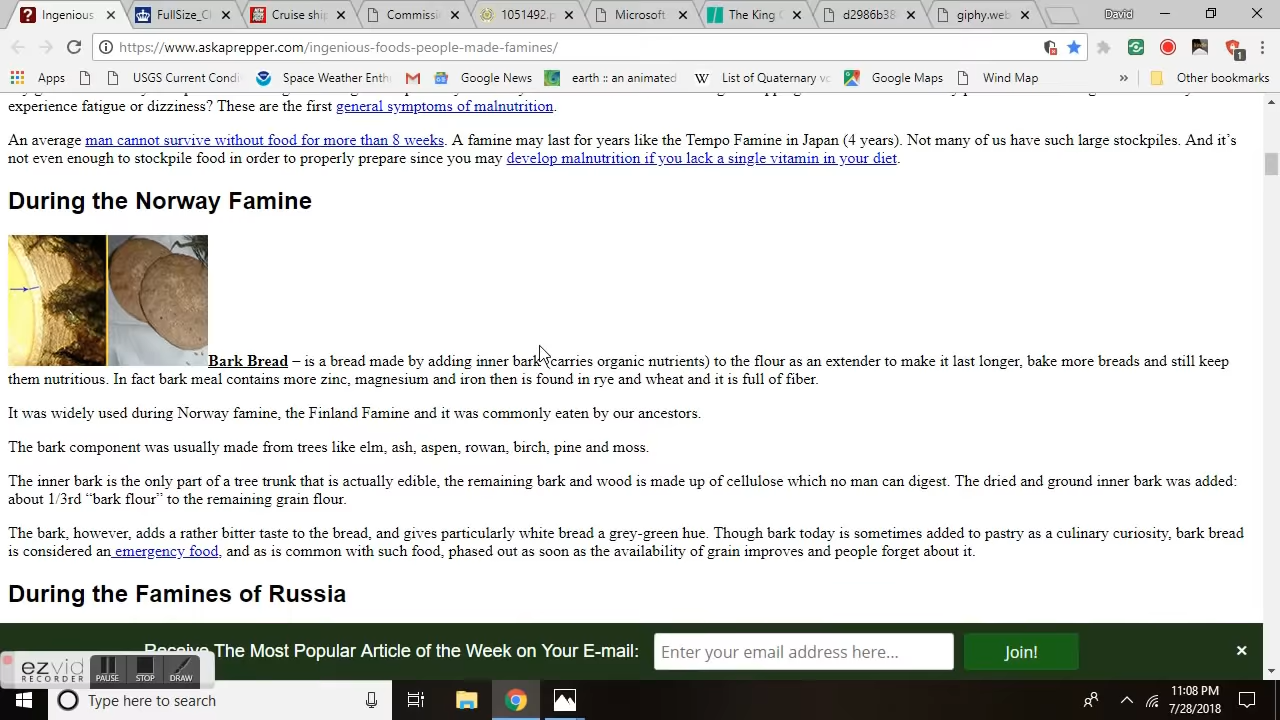 Ingenious
FullSize_Cl
Cruise ship
Commissi
1051492.p
Microsoft
The King C
d2986b38
giphy.web
David
https://www.askaprepper.com/ingenious-foods-people-made-famines/
1
Apps
USGS Current Condi
Space Weather Enth
Google News
earth :: an animated
List of Quaternary vo
Google Maps
Wind Map
»
Other bookmarks
experience fatigue or dizziness? These are the first general symptoms of malnutrition.
An average man cannot survive without food for more than 8 weeks. A famine may last for years like the Tempo Famine in Japan (4 years). Not many of us have such large stockpiles. And it’s
not even enough to stockpile food in order to properly prepare since you may develop malnutrition if you lack a single vitamin in your diet.
During the Norway Famine
Bark Bread – is a bread made by adding inner bark (carries organic nutrients) to the flour as an extender to make it last longer, bake more breads and still keep
them nutritious. In fact bark meal contains more zinc, magnesium and iron then is found in rye and wheat and it is full of fiber.
It was widely used during Norway famine, the Finland Famine and it was commonly eaten by our ancestors.
The bark component was usually made from trees like elm, ash, aspen, rowan, birch, pine and moss.
The inner bark is the only part of a tree trunk that is actually edible, the remaining bark and wood is made up of cellulose which no man can digest. The dried and ground inner bark was added:
about 1/3rd “bark flour” to the remaining grain flour.
The bark, however, adds a rather bitter taste to the bread, and gives particularly white bread a grey-green hue. Though bark today is sometimes added to pastry as a culinary curiosity, bark bread
is considered an emergency food, and as is common with such food, phased out as soon as the availability of grain improves and people forget about it.
During the Famines of Russia
Receive The Most Popular Article of the Week on Your E-mail:
Enter your email address here...
Join!
ezvid
RECORDER
PAUSE
STOP
DRAW
Type here to search
11:08 PM
7/28/2018